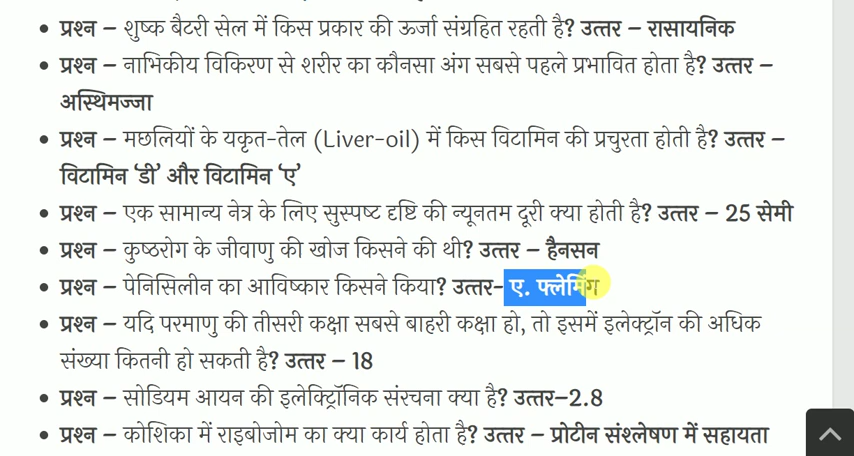 प्रश्न – शुष्क बैटरी सेल में किस प्रकार की ऊर्जा संग्रहित रहती है? उत्तर – रासायनिक
प्रश्न – नाभिकीय विकिरण से शरीर का कौनसा अंग सबसे पहले प्रभावित होता है? उत्तर –
अस्थिमज्जा
प्रश्न – मछलियों के यकृत-तेल (Liver-oil) में किस विटामिन की प्रचुरता होती है? उत्तर –
विटामिन ‘डी’ और विटामिन ‘ए’
प्रश्न – एक सामान्य नेत्र के लिए सुस्पष्ट दृष्टि की न्यूनतम दूरी क्या होती है? उत्तर – 25 सेमी
प्रश्न – कुष्ठरोग के जीवाणु की खोज किसने की थी? उत्तर – हैनसन
प्रश्न – पेनिसिलीन का आविष्कार किसने किया? उत्तर- ए. फ्लेमिंग
प्रश्न – यदि परमाणु की तीसरी कक्षा सबसे बाहरी कक्षा हो, तो इसमें इलेक्ट्रॉन की अधिक
संख्या कितनी हो सकती है? उत्तर – 18
प्रश्न – सोडियम आयन की इलेक्ट्रॉनिक संरचना क्या है? उत्तर–2.8
प्रश्न – कोशिका में राइबोजोम का क्या कार्य होता है? उत्तर – प्रोटीन संश्लेषण में सहायता